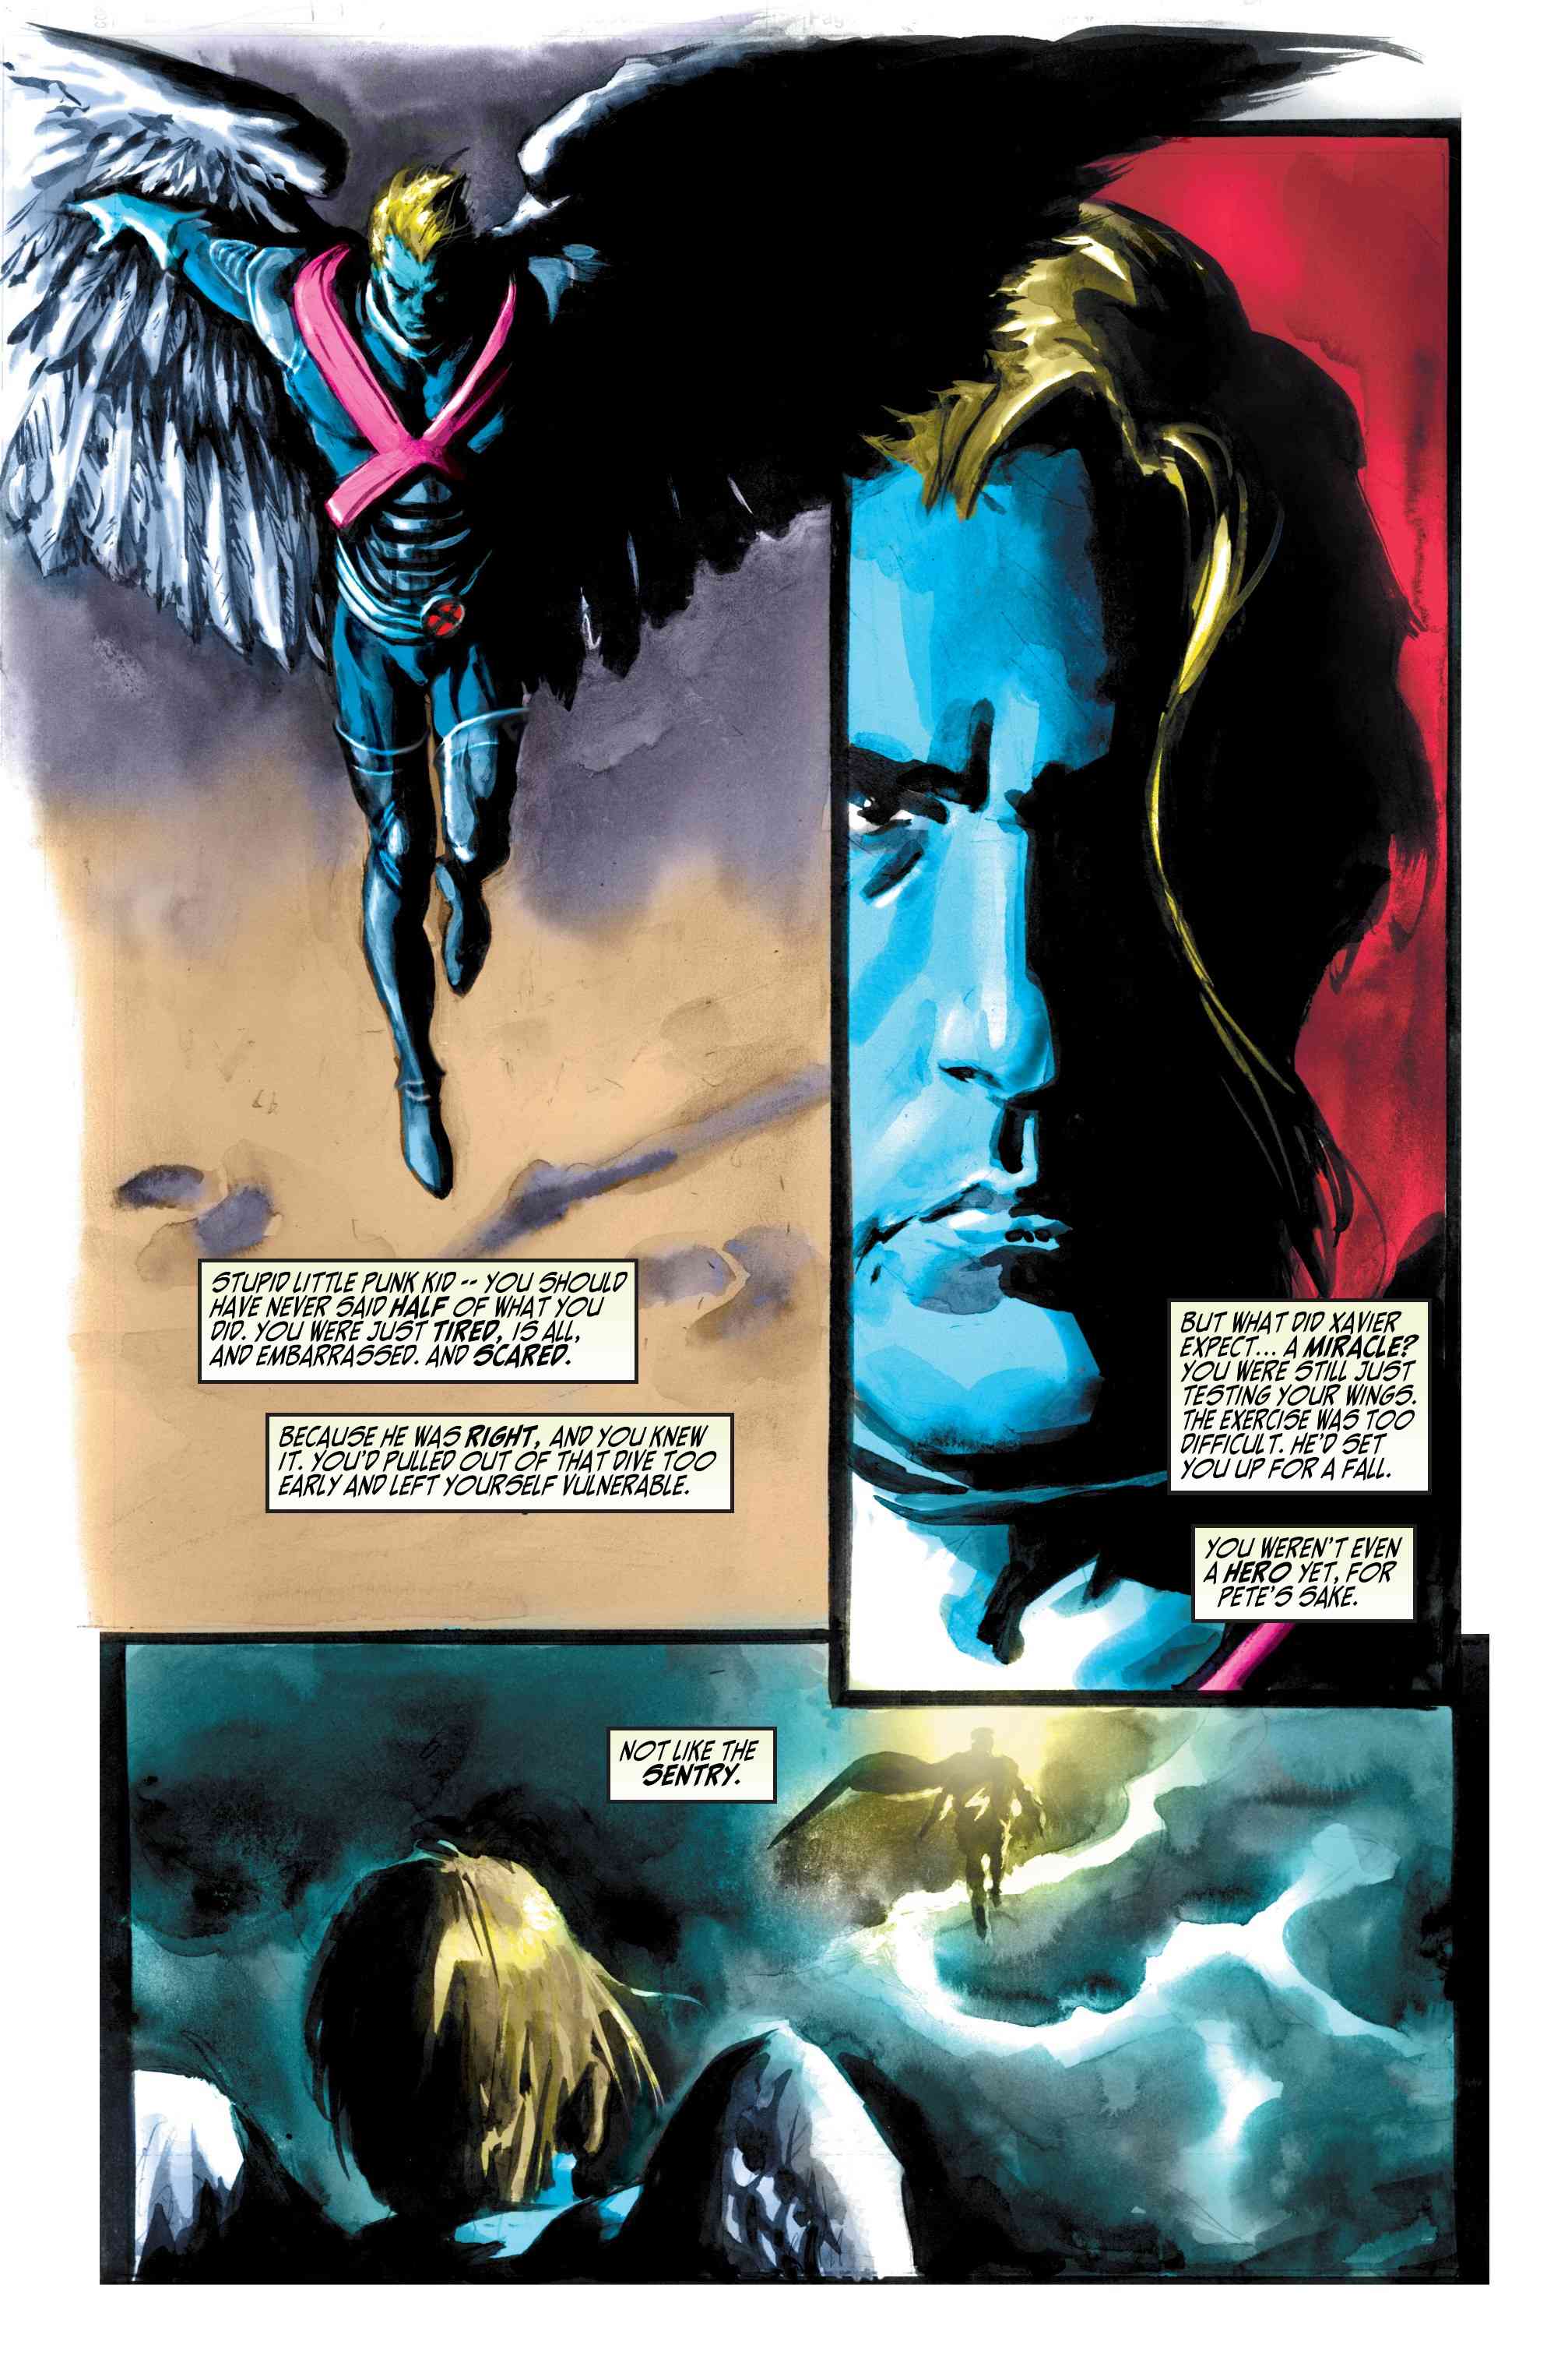 STUPID LITTLE PUNK KID -- YOU SHOULD
HAVE NEVER SAID HALF OF WHAT YOU
DID. YOU WERE JUST TIRED, IS ALL,
AND EMBARRASSED. AND SCARED.
BECAUSE HE WAS RIGHT, AND YOU KNEW
IT. YOU'D PULLED OUT OF THAT DIVE TOO
EARLY AND LEFT YOURSELF VULNERABLE.
BUT WHAT DID XAVIER
EXPECT... A MIRACLE?
YOU WERE STILL JUST
TESTING YOUR WINGS.
THE EXERCISE WAS TOO
DIFFICULT. HE'D SET
YOU UP FOR A FALL.
YOU WEREN'T EVEN
A HERO YET, FOR
PETE'S SAKE.
NOT LIKE THE
SENTRY.